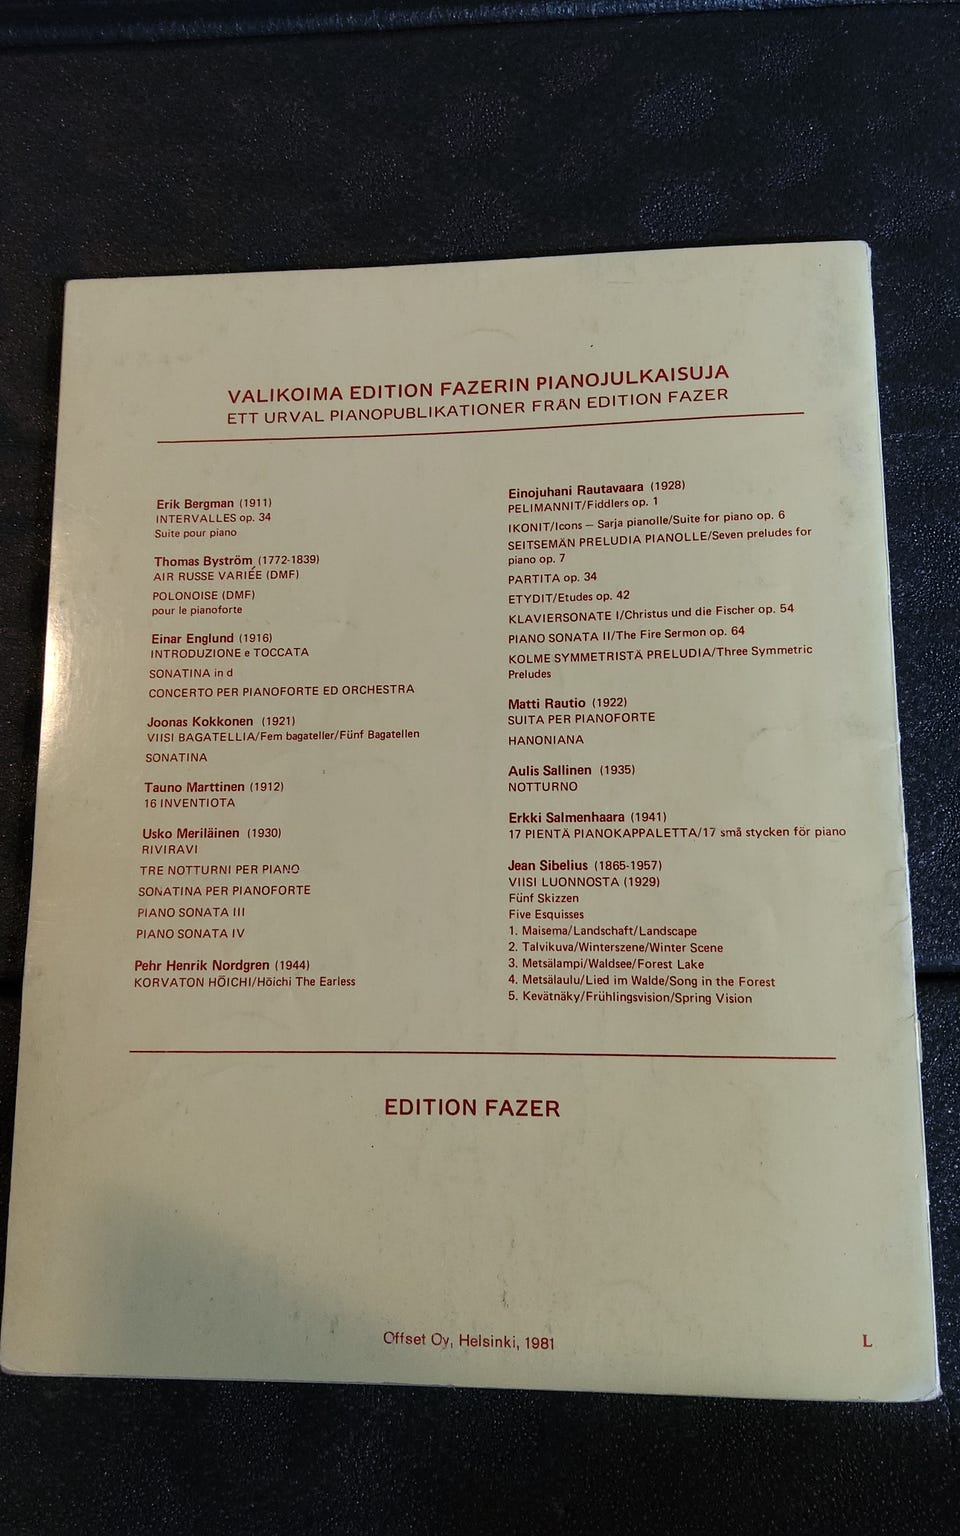 VALIKOIMA EDITION FAZERIN PIANOJULKAISUJA
ETT URVAL PIANOPUBLIKATIONER FRÅN EDITION FAZER
Erik Bergman (1911)
INTERVALLES op. 34
Suite pour piano
Thomas Byström (1772-1839)
AIR RUSSE VARIÉE (DMF)
POLONOISE (DMF)
pour le pianoforte
Einar Englund (1916)
INTRODUZIONE e TOCCATA
SONATINA in d
CONCERTO PER PIANOFORTE ED ORCHESTRA
Joonas Kokkonen (1921)
VIISI BAGATELLIA/Fem bagateller/Fünf Bagatellen
SONATINA
Tauno Marttinen (1912)
16 INVENTIOTA
Usko Meriläinen (1930)
RIVIRAVI
TRE NOTTURNI PER PIANO
SONATINA PER PIANOFORTE
PIANO SONATA III
PIANO SONATA IV
Pehr Henrik Nordgren (1944)
KORVATON HŌICHI/Hōichi The Earless
Einojuhani Rautavaara (1928)
PELIMANNIT/Fiddlers op. 1
IKONIT/Icons – Sarja pianolle/Suite for piano op. 6
SEITSEMÄN PRELUDIA PIANOLLE/Seven preludes for
piano op. 7
PARTITA op. 34
ETYDIT/Etudes op. 42
KLAVIERSONATE I/Christus und die Fischer op. 54
PIANO SONATA II/The Fire Sermon op. 64
KOLME SYMMETRISTÄ PRELUDIA/Three Symmetric
Preludes
Matti Rautio (1922)
SUITA PER PIANOFORTE
HANONIANA
Aulis Sallinen (1935)
NOTTURNO
Erkki Salmenhaara (1941)
17 PIENTÄ PIANOKAPPALETTA/17 små stycken för piano
Jean Sibelius (1865-1957)
VIISI LUONNOSTA (1929)
Fünf Skizzen
Five Esquisses
1. Maisema/Landschaft/Landscape
2. Talvikuva/Winterszene/Winter Scene
3. Metsälampi/Waldsee/Forest Lake
4. Metsälaulu/Lied im Walde/Song in the Forest
5. Kevätnäky/Frühlingsvision/Spring Vision
EDITION FAZER
Offset Oy, Helsinki, 1981
L